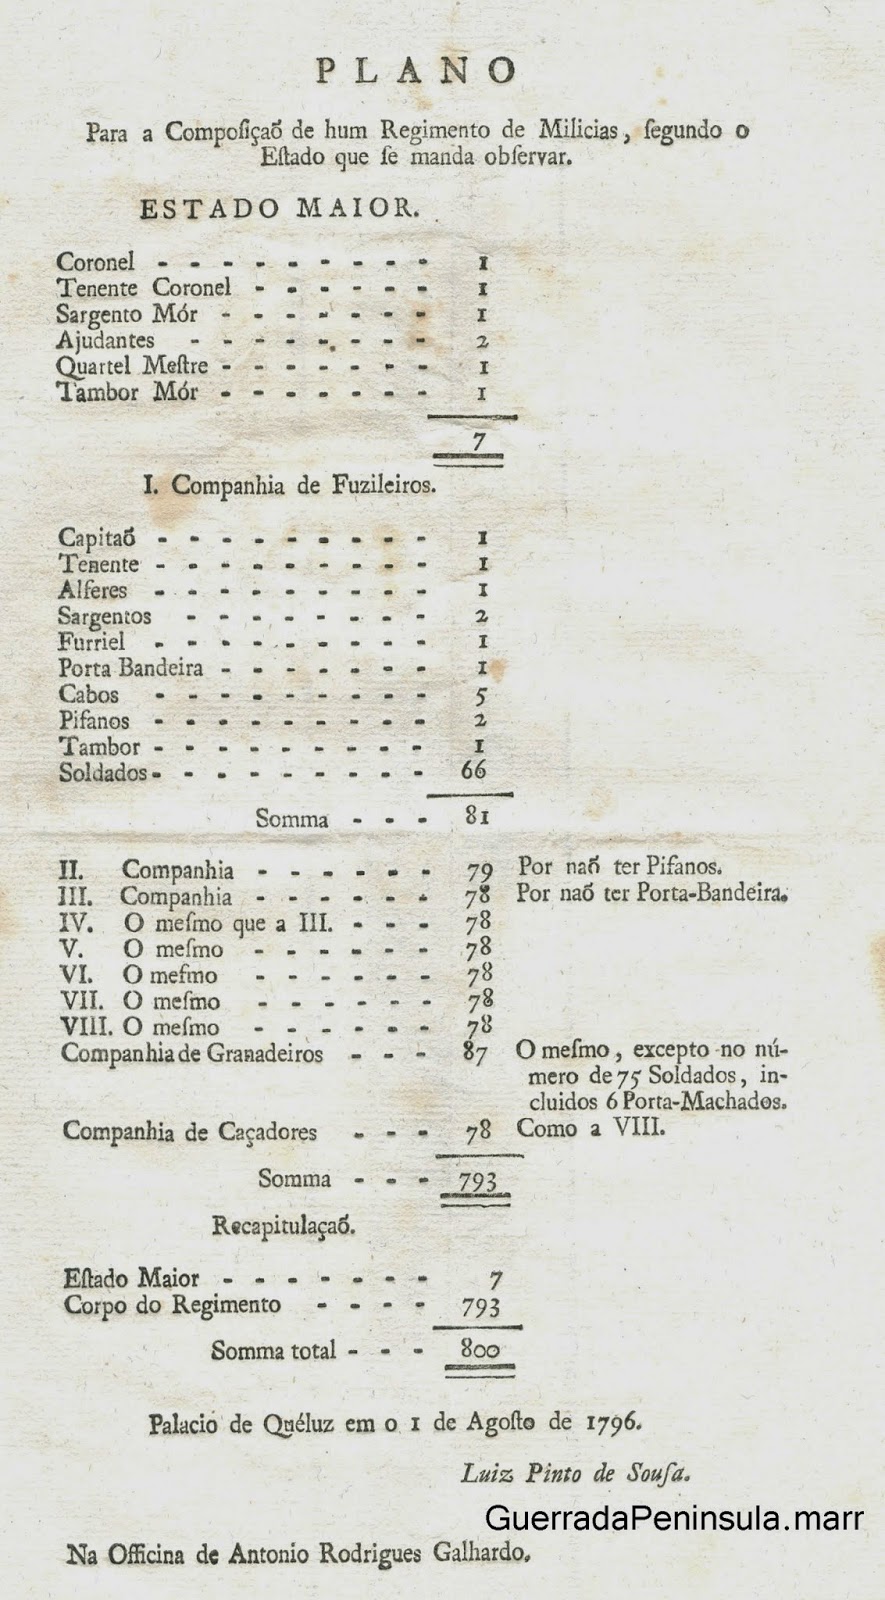 PLANO
Para a Compoſiçaõ de hum Regimento de Milicias, ſegundo o
Eſtado que ſe manda obſervar.
ESTADO MAIOR.
Coronel - - - - - - - - - 1
Tenente Coronel - - - - - - 1
Sargento Mór - - - - - - - 1
Ajudantes - - - - - - - - 2
Quartel Meſtre - - - - - - - 1
Tambor Mór - - - - - - - 1
7
I. Companhia de Fuzileiros.
Capitaõ - - - - - - - - - 1
Tenente - - - - - - - - - 1
Alferes - - - - - - - - - 1
Sargentos - - - - - - - - 2
Furriel - - - - - - - - - 1
Porta Bandeira - - - - - - - 1
Cabos - - - - - - - - - 5
Pifanos - - - - - - - - - 2
Tambor - - - - - - - - - 1
Soldados - - - - - - - - - 66
Somma - - - 81
II. Companhia - - - - - - 79 Por naõ ter Pifanos.
III. Companhia - - - - - - 78 Por naõ ter Porta-Bandeira.
IV. O meſmo que a III. - - - 78
V. O meſmo - - - - - - 78
VI. O meſmo - - - - - - 78
VII. O meſmo - - - - - - 78
VIII. O meſmo - - - - - - 78
Companhia de Granadeiros - - - 87 O meſmo, excepto no nú-
mero de 75 Soldados, in-
cluidos 6 Porta-Machados.
Companhia de Caçadores - - - 78 Como a VIII.
Somma - - - 793
Recapitulaçaõ.
Eſtado Maior - - - - - - - 7
Corpo do Regimento - - - - 793
Somma total - - - 800
Palacio de Quéluz em o 1 de Agoſto de 1796.
Luiz Pinto de Souſa.
GuerradaPeninsula.marr
Na Officina de Antonio Rodrigues Galhardo.